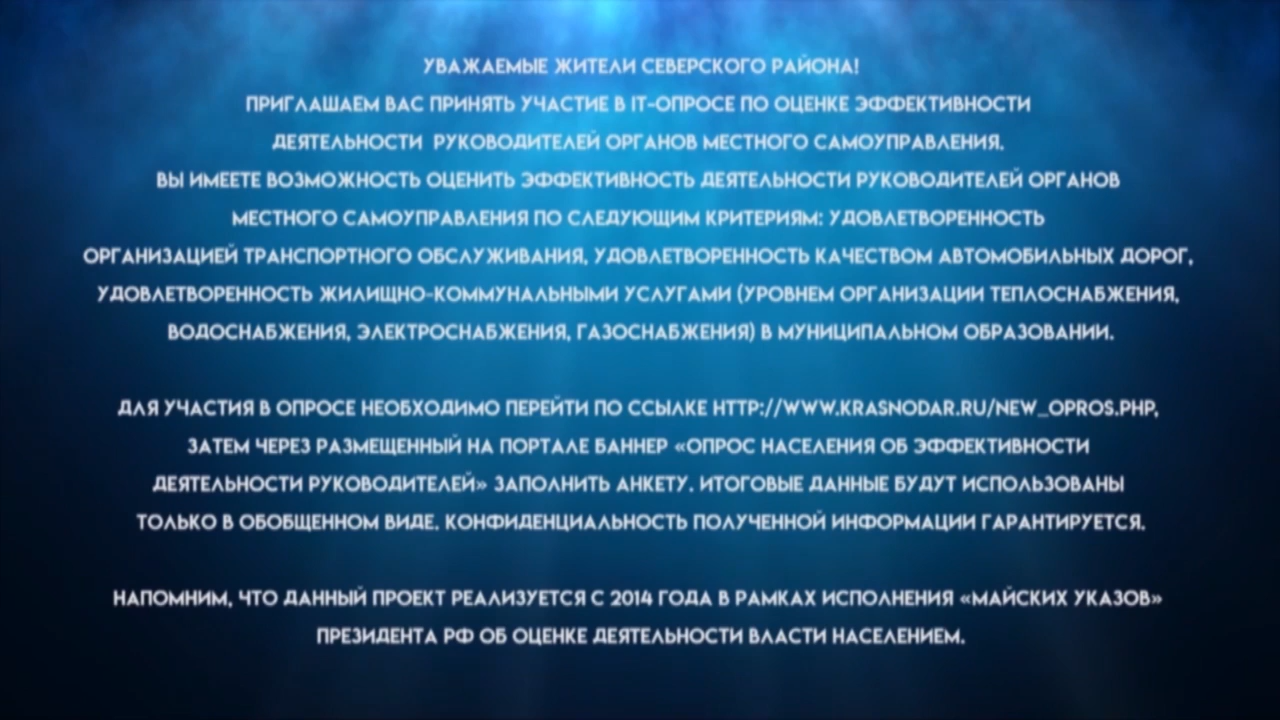 УВАЖАЕМЫЕ ЖИТЕЛИ СЕВЕРСКОГО РАЙОНА!
ПРИГЛАШАЕМ ВАС ПРИНЯТЬ УЧАСТИЕ В IT-ОПРОСЕ ПО ОЦЕНКЕ ЭФФЕКТИВНОСТИ
ДЕЯТЕЛЬНОСТИ РУКОВОДИТЕЛЕЙ ОРГАНОВ МЕСТНОГО САМОУПРАВЛЕНИЯ.
ВЫ ИМЕЕТЕ ВОЗМОЖНОСТЬ ОЦЕНИТЬ ЭФФЕКТИВНОСТЬ ДЕЯТЕЛЬНОСТИ РУКОВОДИТЕЛЕЙ ОРГАНОВ
МЕСТНОГО САМОУПРАВЛЕНИЯ ПО СЛЕДУЮЩИМ КРИТЕРИЯМ: УДОВЛЕТВОРЕННОСТЬ
ОРГАНИЗАЦИЕЙ ТРАНСПОРТНОГО ОБСЛУЖИВАНИЯ, УДОВЛЕТВОРЕННОСТЬ КАЧЕСТВОМ АВТОМОБИЛЬНЫХ ДОРОГ,
УДОВЛЕТВОРЕННОСТЬ ЖИЛИЩНО-КОММУНАЛЬНЫМИ УСЛУГАМИ (УРОВНЕМ ОРГАНИЗАЦИИ ТЕПЛОСНАБЖЕНИЯ,
ВОДОСНАБЖЕНИЯ, ЭЛЕКТРОСНАБЖЕНИЯ, ГАЗОСНАБЖЕНИЯ) В МУНИЦИПАЛЬНОМ ОБРАЗОВАНИИ.
ДЛЯ УЧАСТИЯ В ОПРОСЕ НЕОБХОДИМО ПЕРЕЙТИ ПО ССЫЛКЕ HTTP://WWW.KRASNODAR.RU/NEW_OPROS.PHP,
ЗАТЕМ ЧЕРЕЗ РАЗМЕЩЕННЫЙ НА ПОРТАЛЕ БАННЕР «ОПРОС НАСЕЛЕНИЯ ОБ ЭФФЕКТИВНОСТИ
ДЕЯТЕЛЬНОСТИ РУКОВОДИТЕЛЕЙ» ЗАПОЛНИТЬ АНКЕТУ. ИТОГОВЫЕ ДАННЫЕ БУДУТ ИСПОЛЬЗОВАНЫ
ТОЛЬКО В ОБОБЩЕННОМ ВИДЕ. КОНФИДЕНЦИАЛЬНОСТЬ ПОЛУЧЕННОЙ ИНФОРМАЦИИ ГАРАНТИРУЕТСЯ.
НАПОМНИМ, ЧТО ДАННЫЙ ПРОЕКТ РЕАЛИЗУЕТСЯ С 2014 ГОДА В РАМКАХ ИСПОЛНЕНИЯ «МАЙСКИХ УКАЗОВ»
ПРЕЗИДЕНТА РФ ОБ ОЦЕНКЕ ДЕЯТЕЛЬНОСТИ ВЛАСТИ НАСЕЛЕНИЕМ.